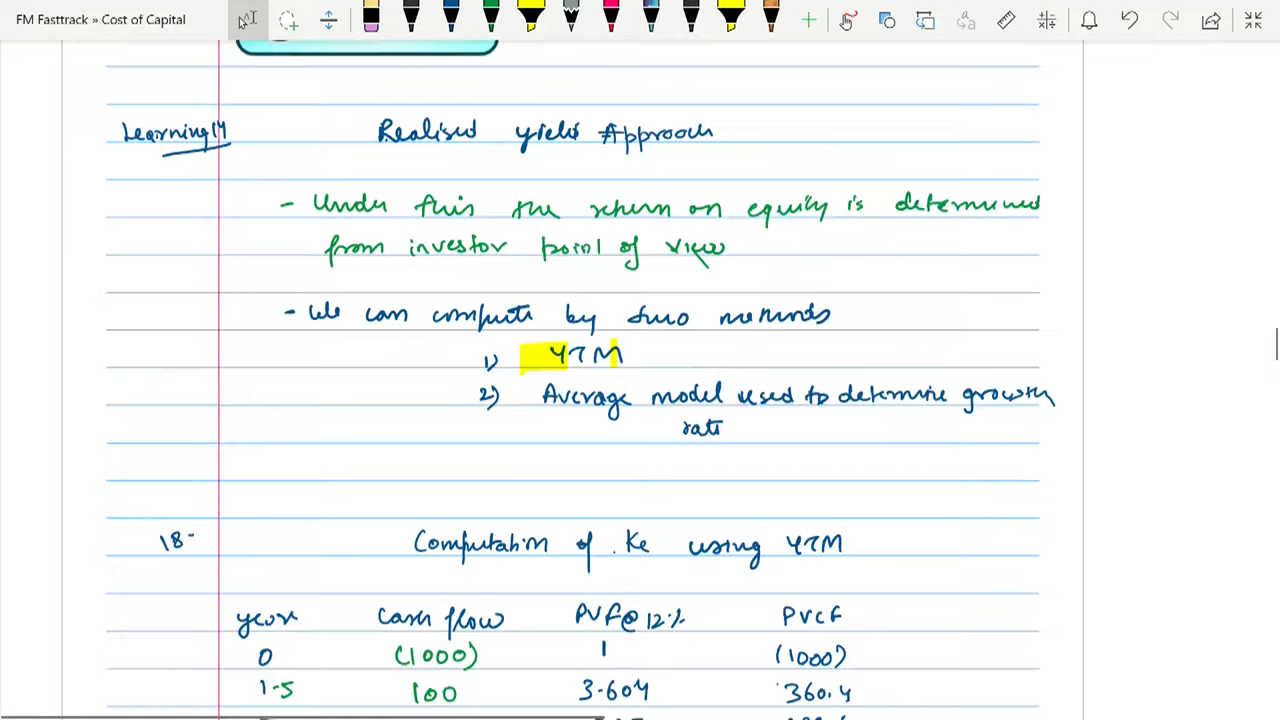 FM Fasttrack » Cost of Capital
Learning 14
Realised yield Approach
- Under this the return on equity is determined
from investor point of view
- We can compute by two methods
1) YTM
2) Average model used to determine growth
rate
18-
Computation of Ke using YTM
year cash flow PVF@12% PVCF
0 (1000) 1 (1000)
1-5 100 3.604 360.4